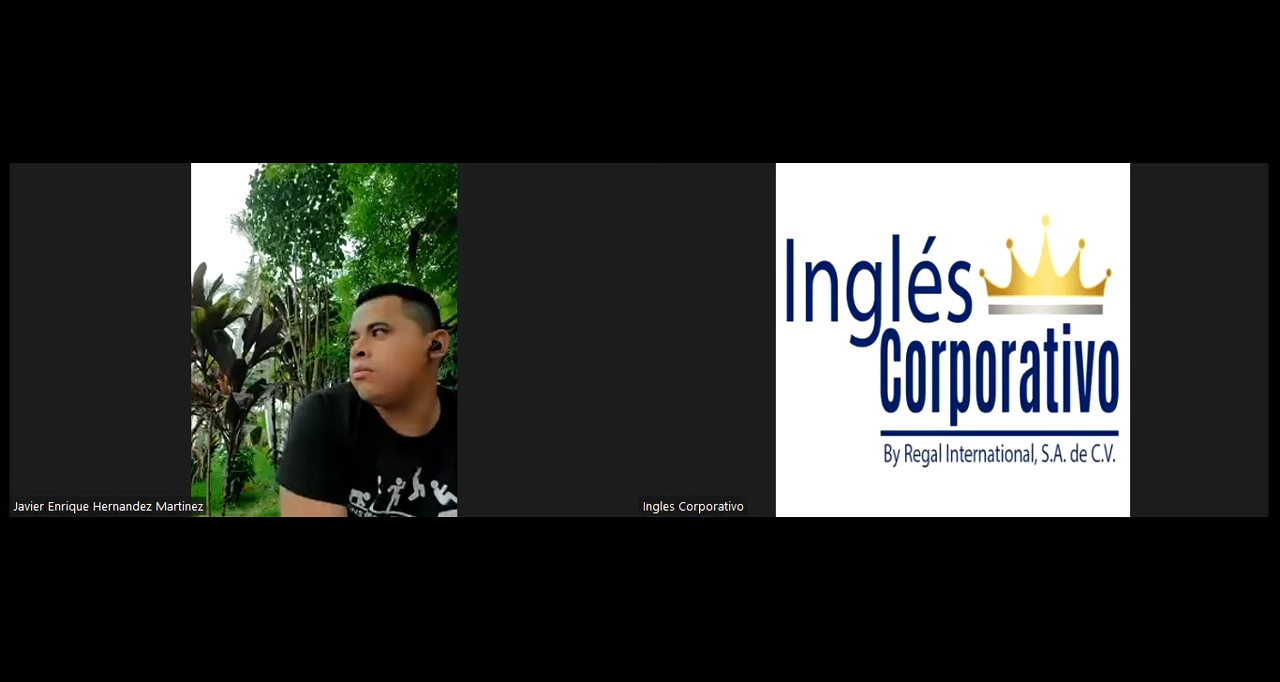 Inglés
Corporativo
By Regal International, S.A. de C.V.
Javier Enrique Hernandez Martinez
Ingles Corporativo